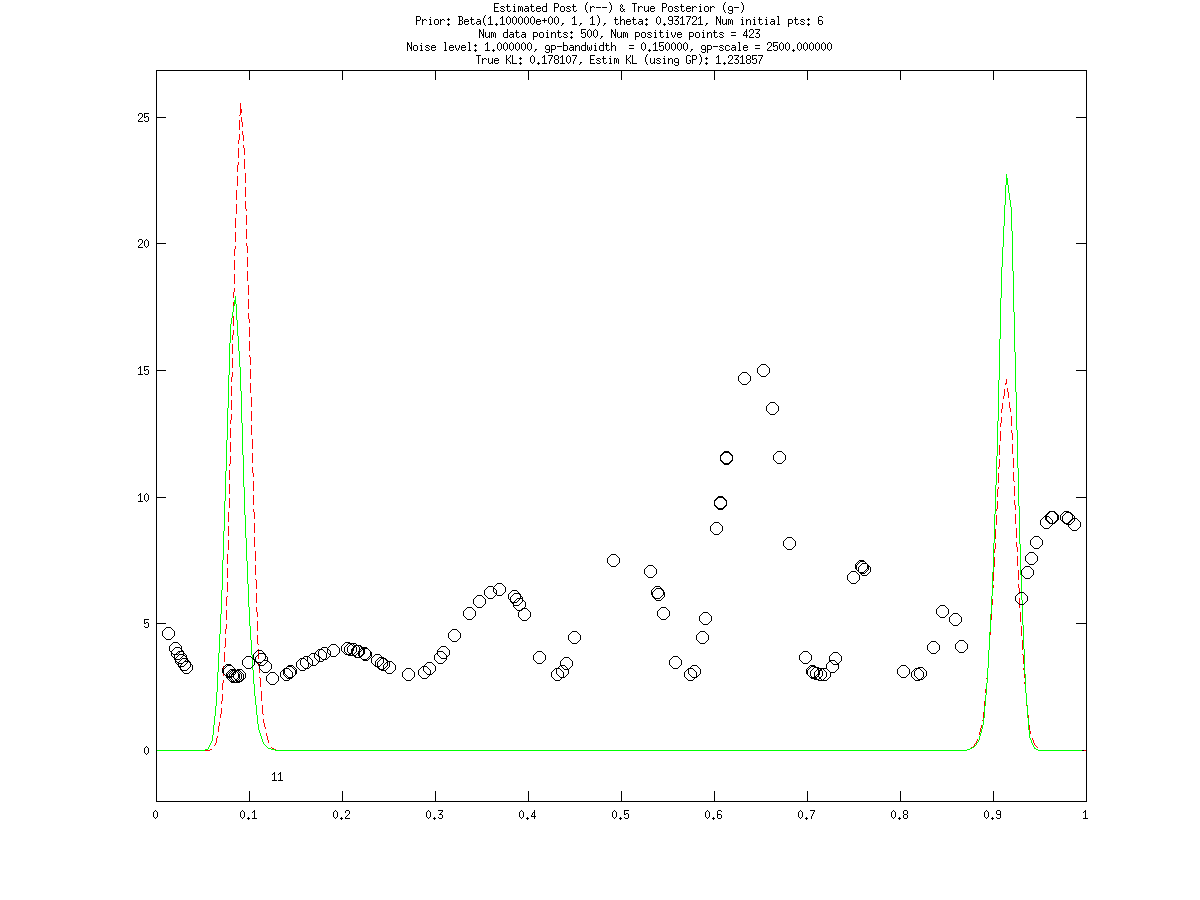 Estimated Post (r--) & True Posterior (g-)
Prior: Beta(1.100000e+00, 1, 1), theta: 0.931721, Num initial pts: 6
Num data points: 500, Num positive points = 423
Noise level: 1.000000, gp-bandwidth = 0.150000, gp-scale = 2500.000000
True KL: 0.178107, Estim KL (using GP): 1.231857
25
20
15
10
5
0
11
0 0.1 0.2 0.3 0.4 0.5 0.6 0.7 0.8 0.9 1